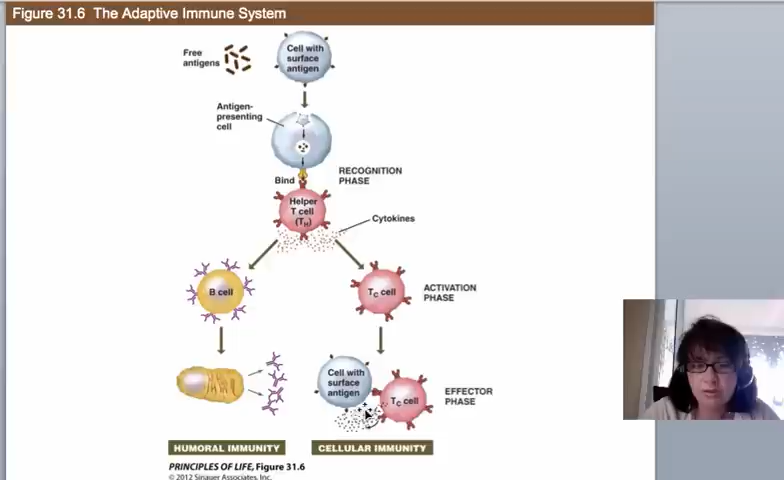 Figure 31.6 The Adaptive Immune System
Free
antigens
Cell with
surface
antigen
Antigen-
presenting
cell
Bind
RECOGNITION
PHASE
Helper
T cell
(TH)
Cytokines
B cell
TC cell
ACTIVATION
PHASE
Cell with
surface
antigen
TC cell
EFFECTOR
PHASE
HUMORAL IMMUNITY
CELLULAR IMMUNITY
PRINCIPLES OF LIFE, Figure 31.6
© 2012 Sinauer Associates, Inc.